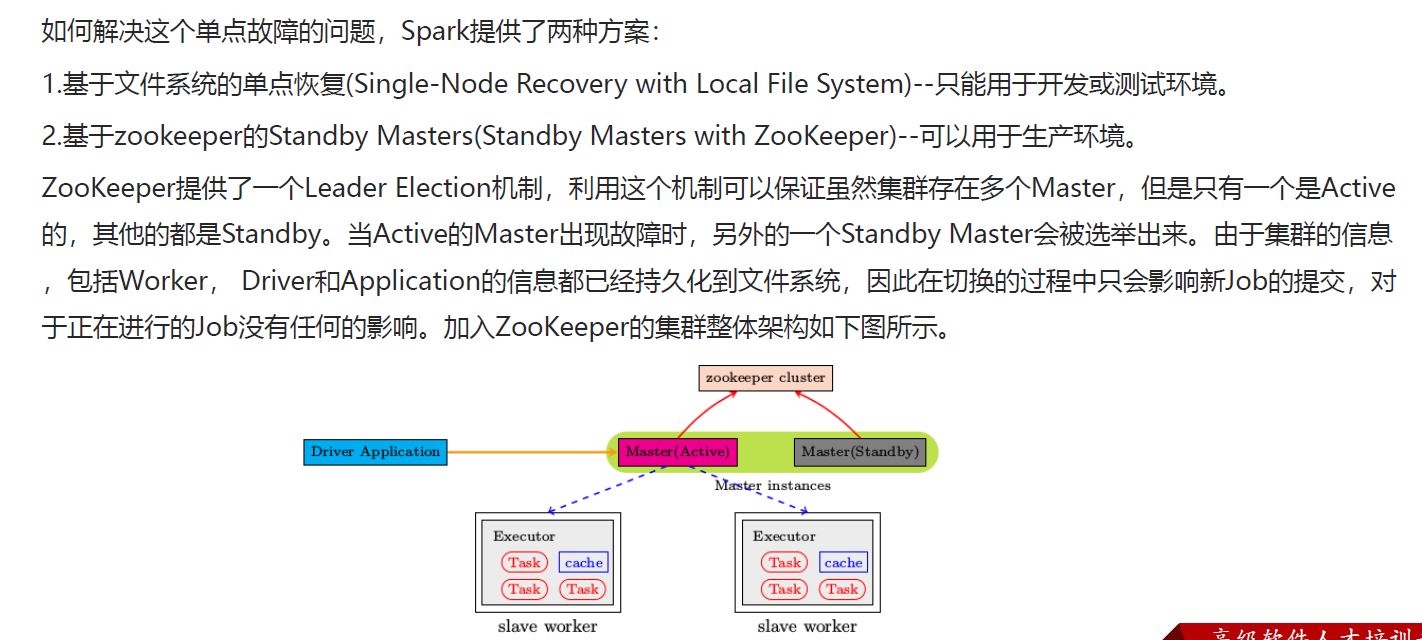 如何解决这个单点故障的问题，Spark提供了两种方案：
1.基于文件系统的单点恢复(Single-Node Recovery with Local File System)--只能用于开发或测试环境。
2.基于zookeeper的Standby Masters(Standby Masters with ZooKeeper)--可以用于生产环境。
ZooKeeper提供了一个Leader Election机制，利用这个机制可以保证虽然集群存在多个Master，但是只有一个是Active
的，其他的都是Standby。当Active的Master出现故障时，另外的一个Standby Master会被选举出来。由于集群的信息
，包括Worker， Driver和Application的信息都已经持久化到文件系统，因此在切换的过程中只会影响新Job的提交，对
于正在进行的Job没有任何的影响。加入ZooKeeper的集群整体架构如下图所示。
zookeeper cluster
Driver Application
Master(Active)
Master(Standby)
Master instances
Executor
Task
cache
Task
Task
slave worker
Executor
Task
cache
Task
Task
slave worker
高级软件人才培训